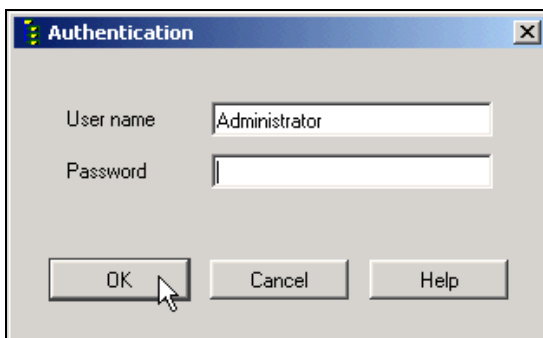 Authentication
User name Administrator
Password
OK Cancel Help